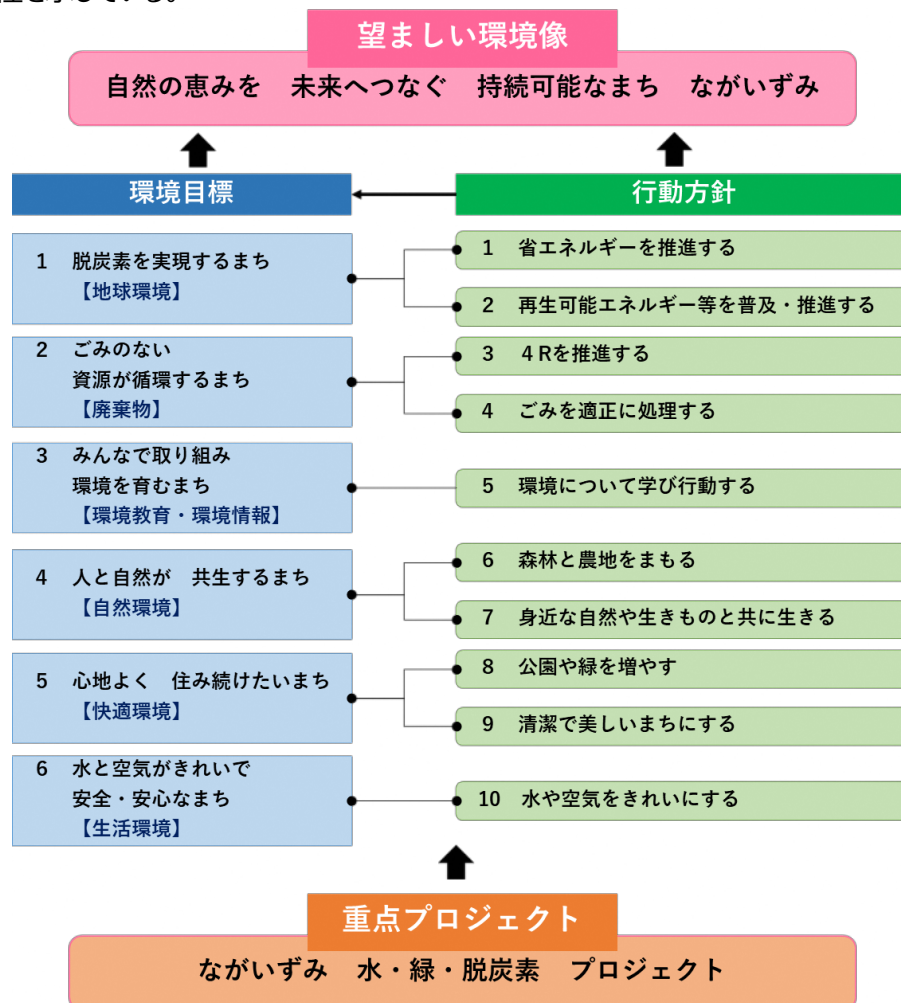 望ましい環境像
自然の恵みを　未来へつなぐ　持続可能なまち　ながいずみ
環境目標
行動方針
1　脱炭素を実現するまち
【地球環境】
1　省エネルギーを推進する
2　再生可能エネルギー等を普及・推進する
2　ごみのない
資源が循環するまち
【廃棄物】
3　４Rを推進する
4　ごみを適正に処理する
3　みんなで取り組み
環境を育むまち
【環境教育・環境情報】
5　環境について学び行動する
4　人と自然が　共生するまち
【自然環境】
6　森林と農地をまもる
7　身近な自然や生きものと共に生きる
5　心地よく　住み続けたいまち
【快適環境】
8　公園や緑を増やす
9　清潔で美しいまちにする
6　水と空気がきれいで
安全・安心なまち
【生活環境】
10　水や空気をきれいにする
重点プロジェクト
ながいずみ　水・緑・脱炭素　プロジェクト